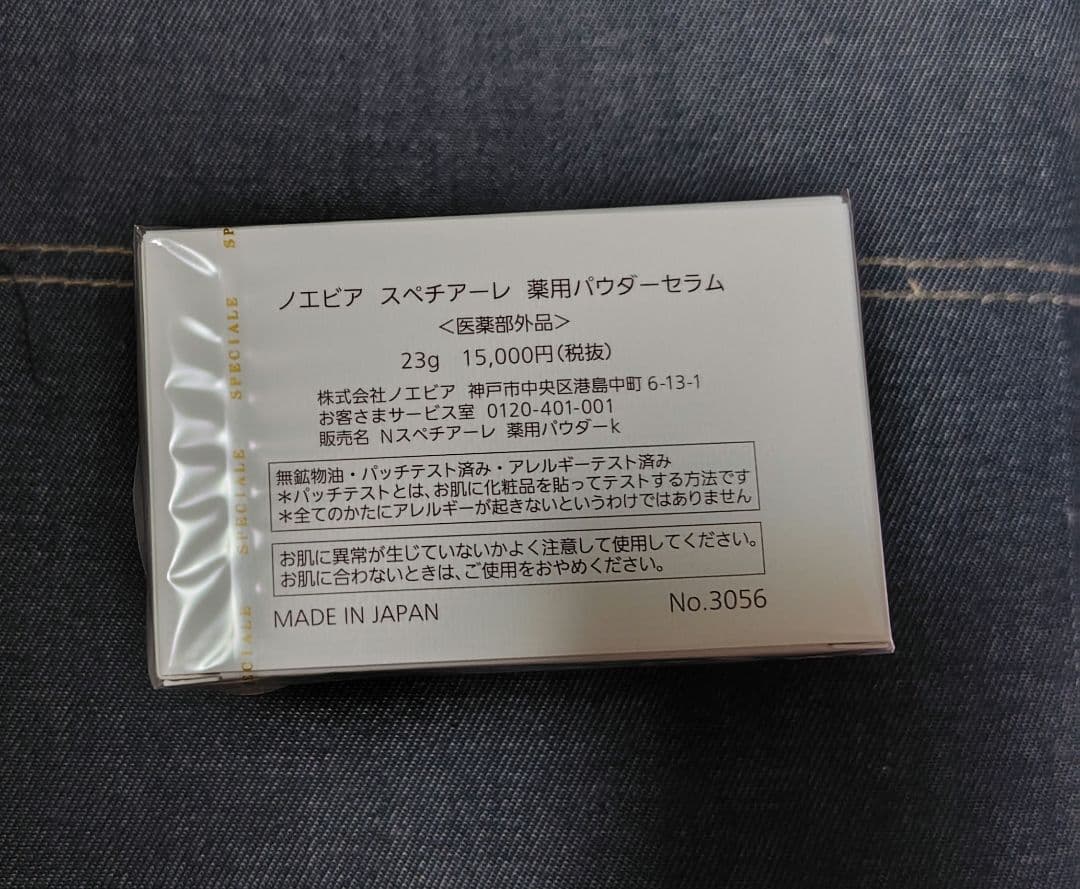 ノエビア スペチアーレ 薬用パウダーセラム
<医薬部外品>
23g 15,000円(税抜)
株式会社ノエビア 神戸市中央区港島中町 6-13-1
お客さまサービス室 0120-401-001
販売名 Nスペチアーレ 薬用パウダーk
無鉱物油・パッチテスト済み・アレルギーテスト済み
＊パッチテストとは、お肌に化粧品を貼ってテストする方法です
＊全てのかたにアレルギーが起きないというわけではありません
お肌に異常が生じていないかよく注意して使用してください。
お肌に合わないときは、ご使用をおやめください。
MADE IN JAPAN
No.3056
SP
SPECIALE
SPECIALE
ECIALE